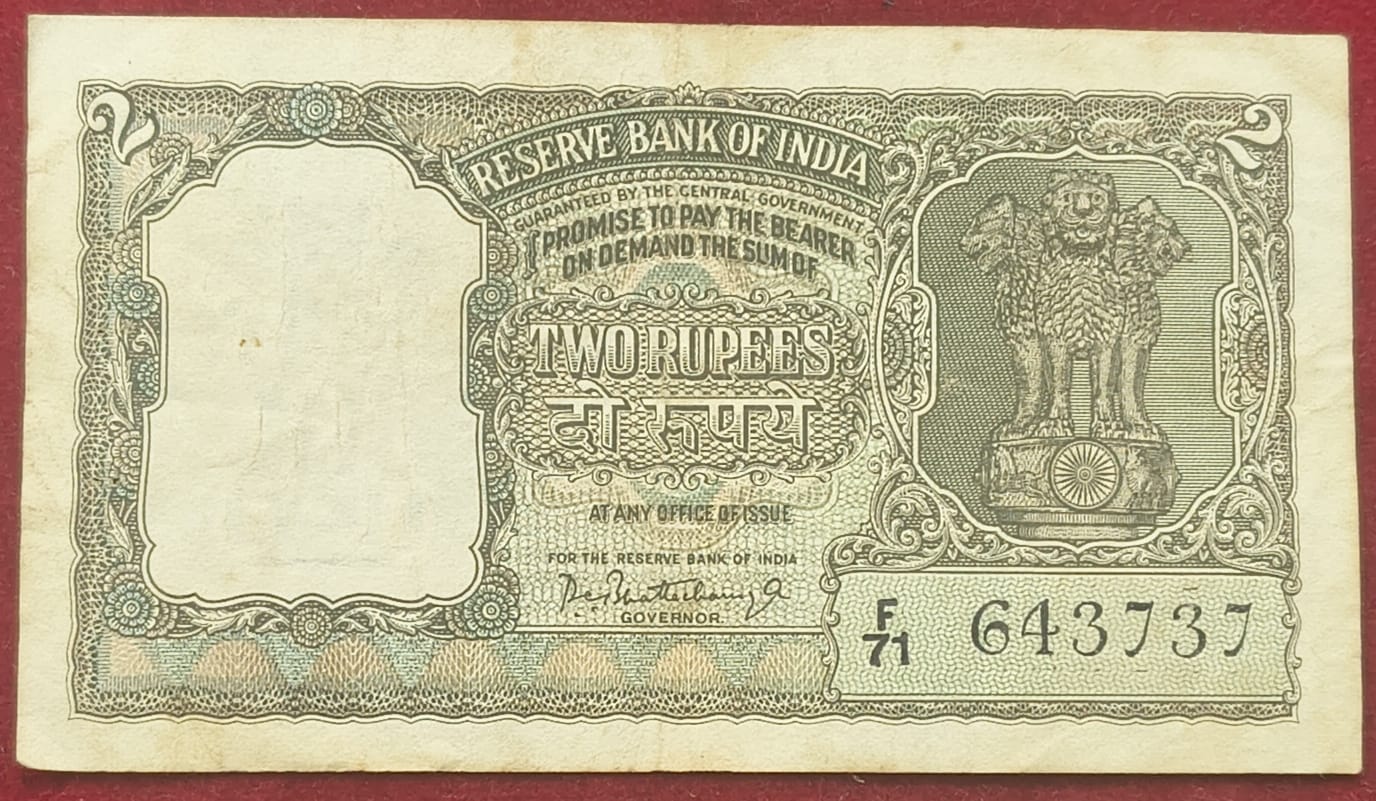 2 2
RESERVE BANK OF INDIA
GUARANTEED BY THE CENTRAL GOVERNMENT
I PROMISE TO PAY THE BEARER
ON DEMAND THE SUM OF
TWO RUPEES
दो रूपये
AT ANY OFFICE OF ISSUE
FOR THE RESERVE BANK OF INDIA
GOVERNOR.
F/71 643737